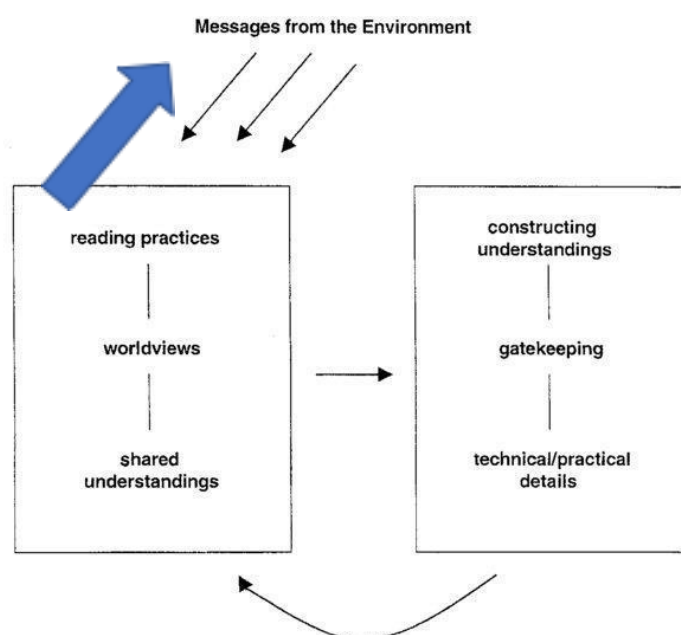 Messages from the Environment
reading practices
worldviews
shared
understandings
constructing
understandings
gatekeeping
technical/practical
details